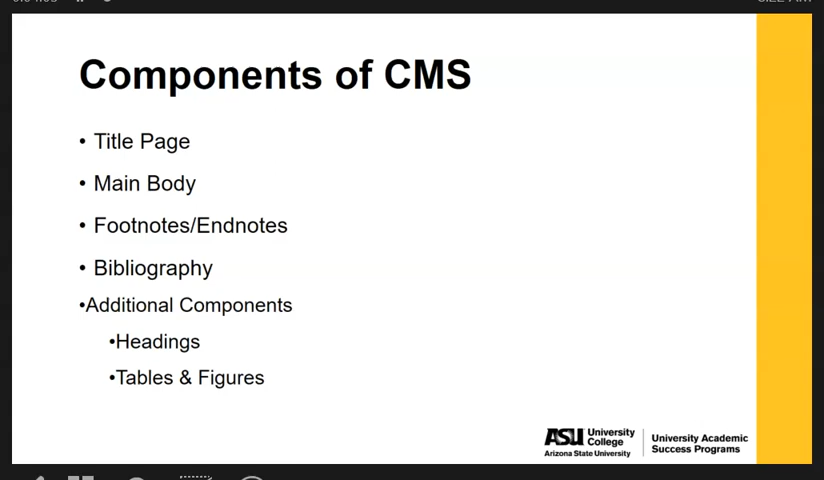 Components of CMS
• Title Page
• Main Body
• Footnotes/Endnotes
• Bibliography
•Additional Components
•Headings
•Tables & Figures
ASU University College
Arizona State University
University Academic
Success Programs